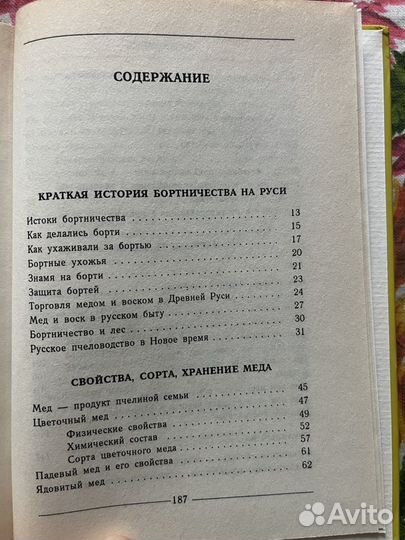 СОДЕРЖАНИЕ
КРАТКАЯ ИСТОРИЯ БОРТНИЧЕСТВА НА РУСИ
Истоки бортничества 13
Как делались борти 15
Как ухаживали за бортью 17
Бортные ухожья 20
Знамя на борти 21
Защита бортей 23
Торговля медом и воском в Древней Руси 24
Мед и воск в русском быту 27
Бортничество и лес 30
Русское пчеловодство в Новое время 31
СВОЙСТВА, СОРТА, ХРАНЕНИЕ МЕДА
Мед — продукт пчелиной семьи 45
Цветочный мед 47
Физические свойства 49
Химический состав 52
Сорта цветочного меда 57
Падевый мед и его свойства 61
Ядовитый мед 62
187
Avito